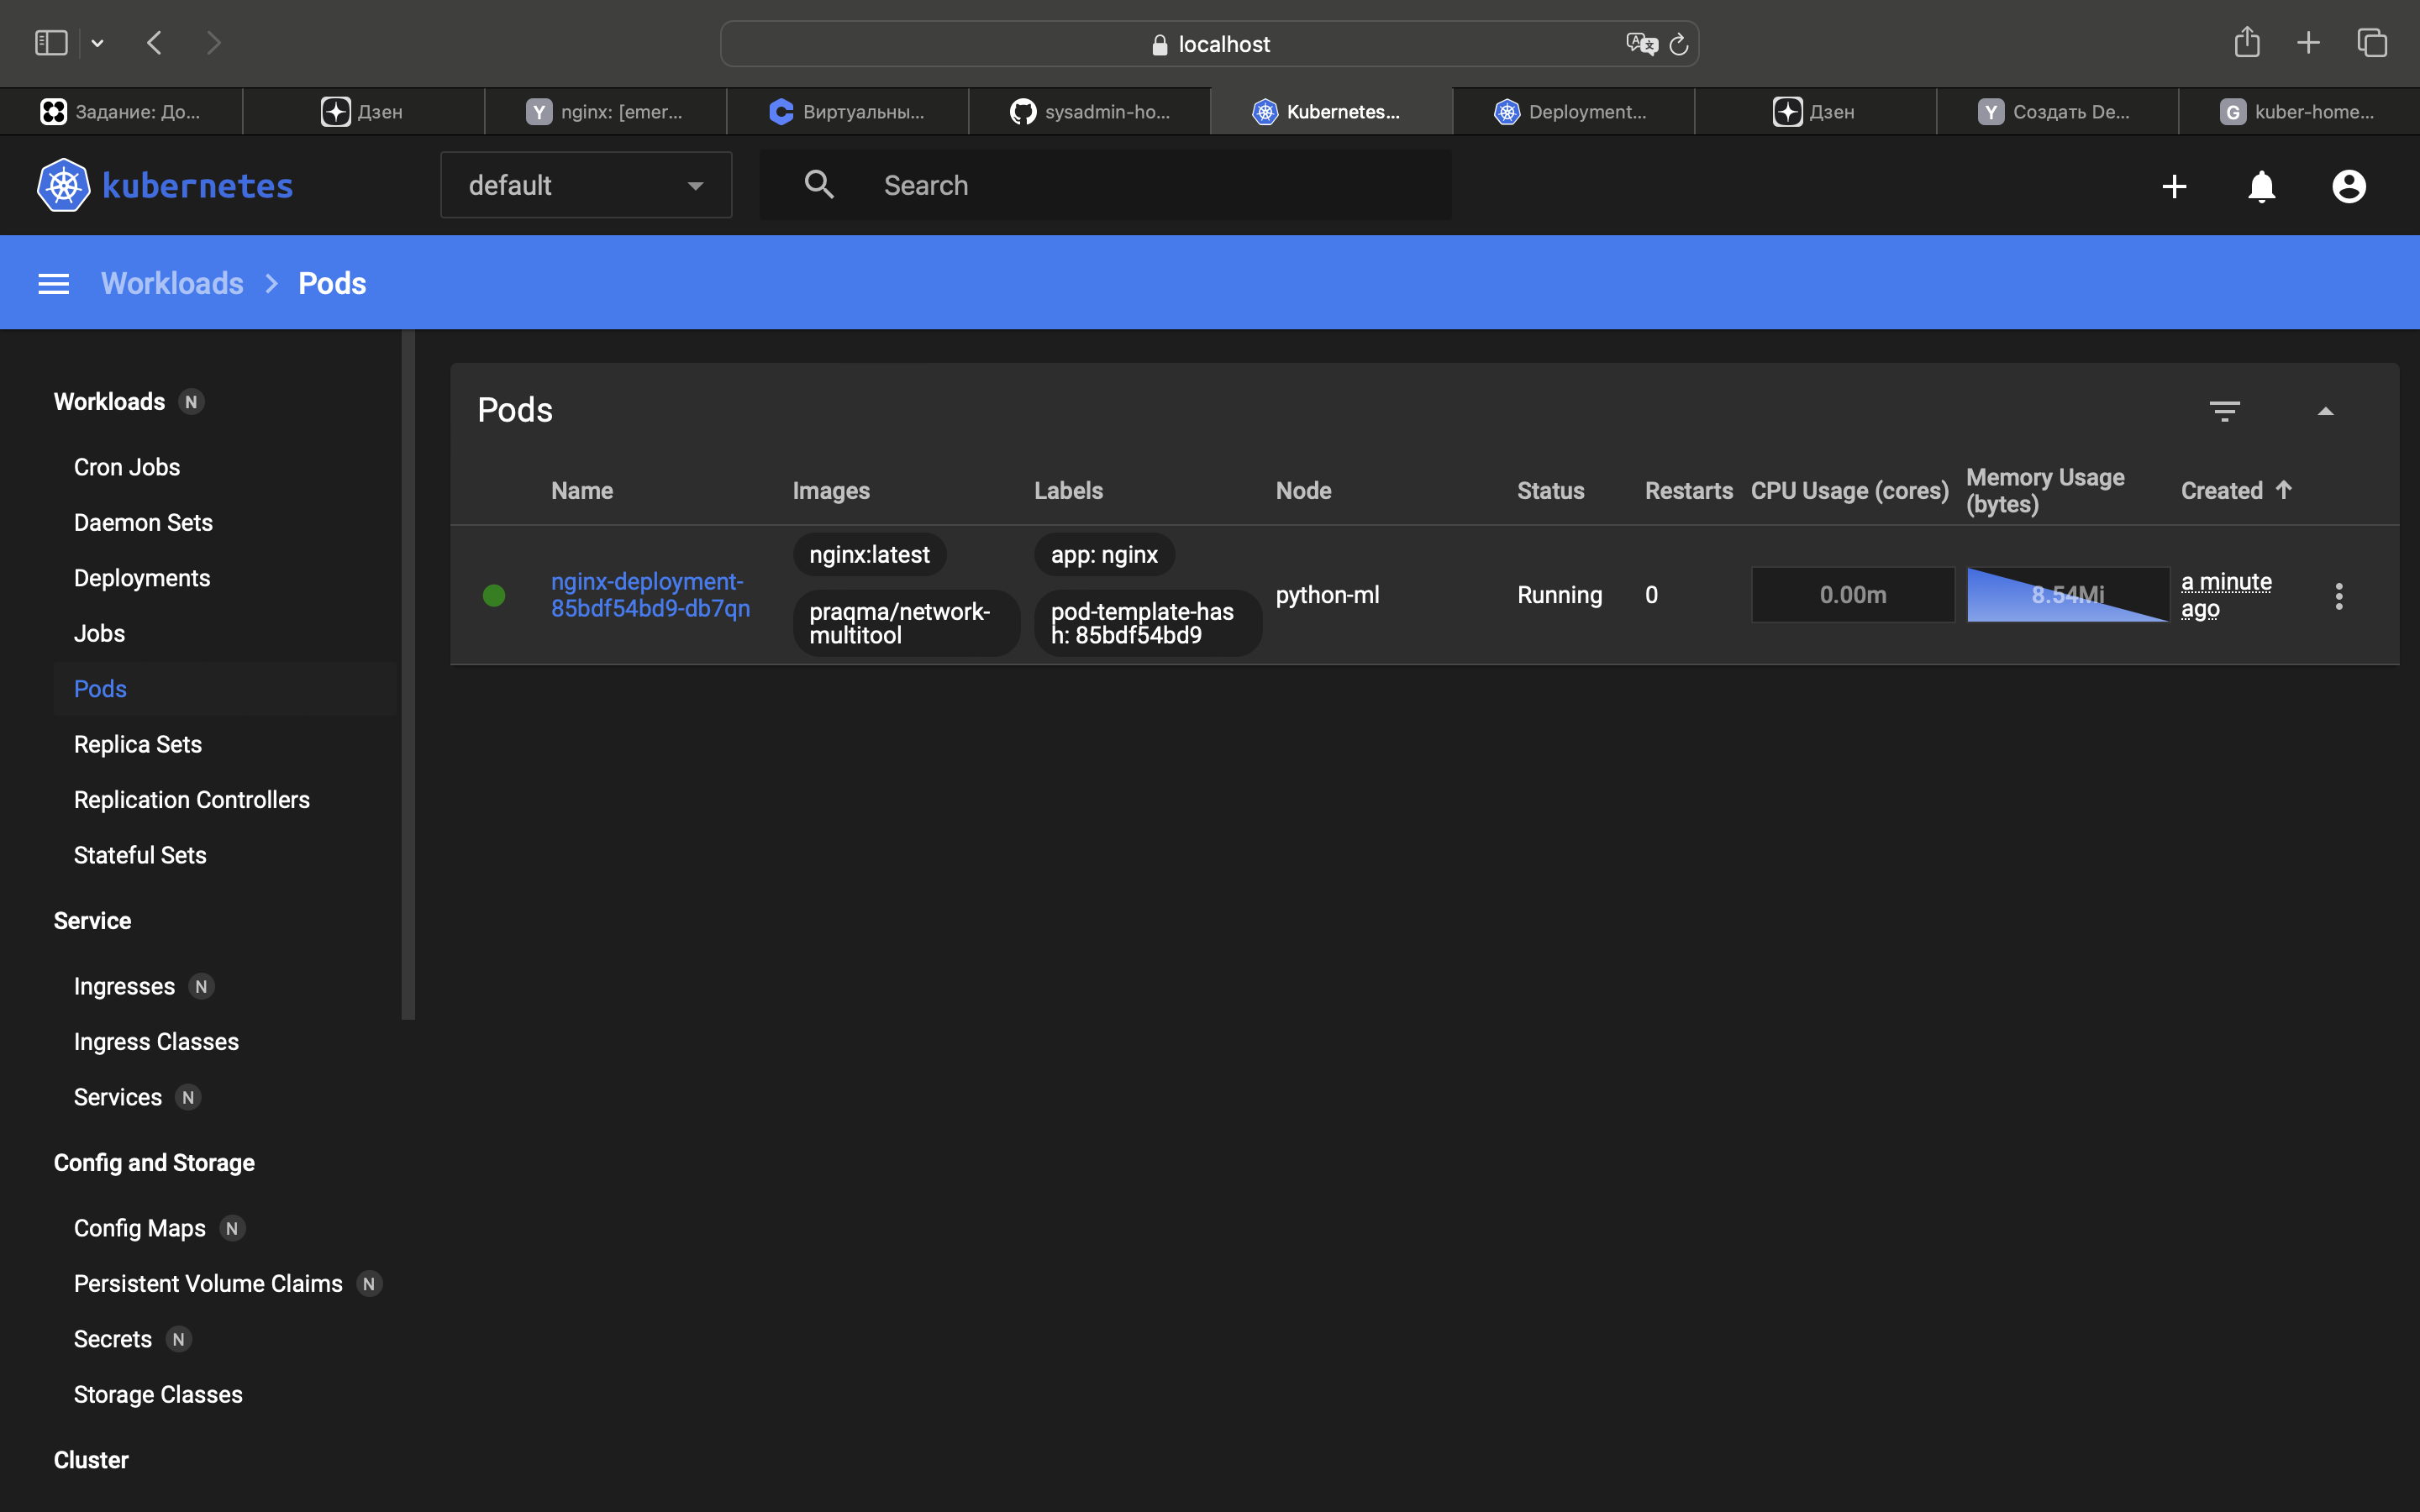 localhost
Задание: До...
Дзен
Y nginx: [emer...
Виртуальны...
sysadmin-ho...
Kubernetes...
Deployment...
Дзен
Y Создать De...
G kuber-home...
kubernetes
default
Search
Workloads > Pods
Workloads N
Cron Jobs
Daemon Sets
Deployments
Jobs
Pods
Replica Sets
Replication Controllers
Stateful Sets
Service
Ingresses N
Ingress Classes
Services N
Config and Storage
Config Maps N
Persistent Volume Claims N
Secrets N
Storage Classes
Cluster
Pods
Name
Images
Labels
Node
Status
Restarts
CPU Usage (cores)
Memory Usage
(bytes)
Created
nginx-deployment-
85bdf54bd9-db7qn
nginx:latest
praqma/network-
multitool
app: nginx
pod-template-has
h: 85bdf54bd9
python-ml
Running
0
0.00m
8.54Mi
a minute
ago